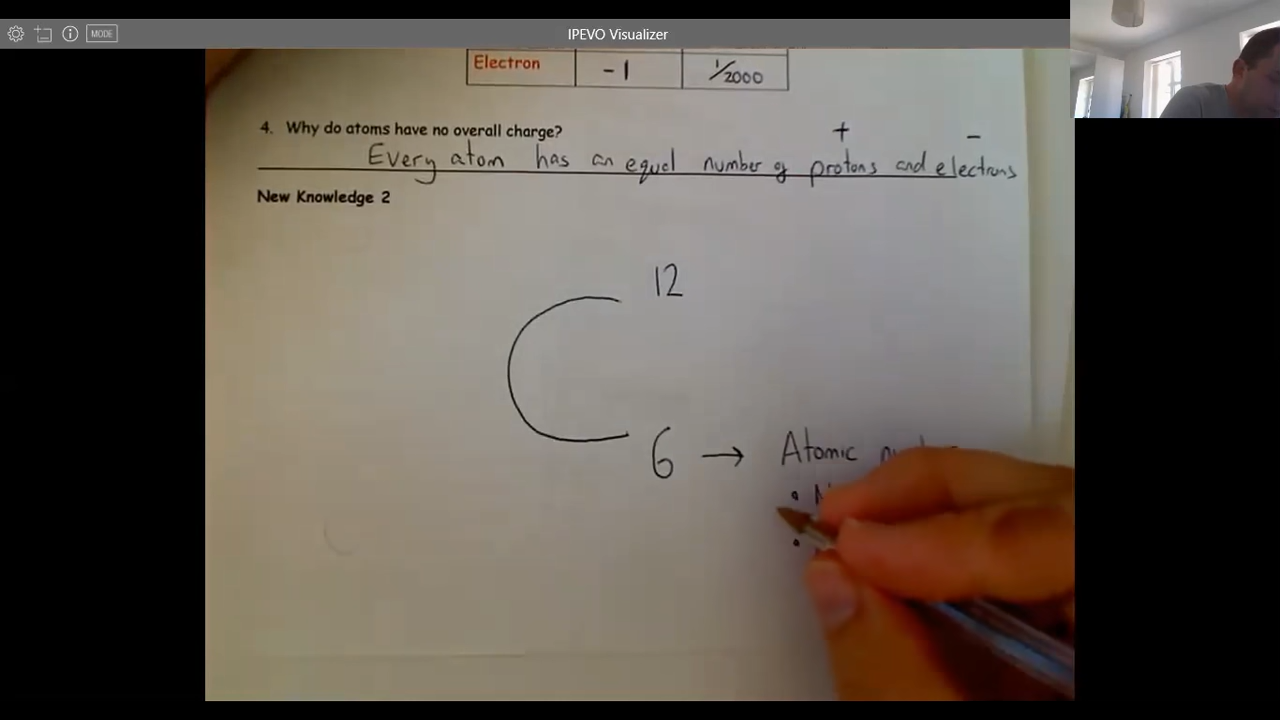 MODE
IPEVO Visualizer
Electron -1 1/2000
4. Why do atoms have no overall charge?
+ -
Every atom has an equal number of protons and electrons
New Knowledge 2
12
C
6 → Atomic
•
•